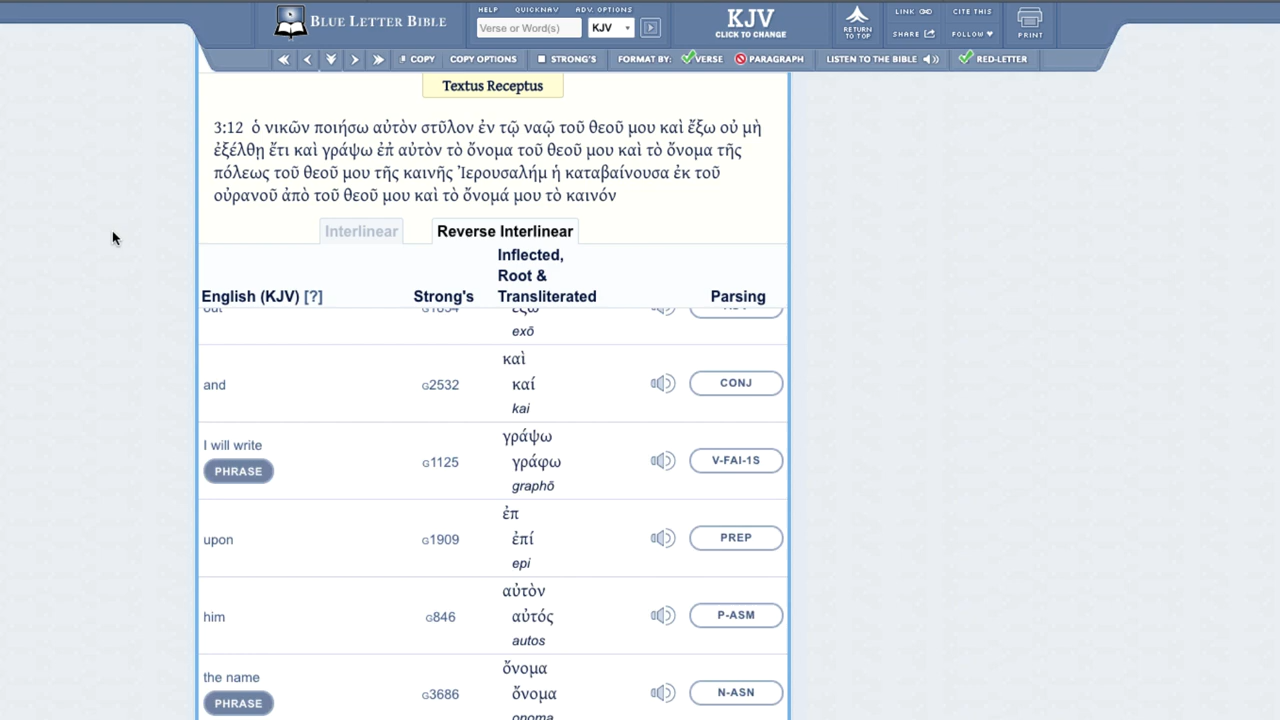 HELP QUICKNAV ADV. OPTIONS
BLUE LETTER BIBLE
Verse or Word(s) KJV
KJV
CLICK TO CHANGE
RETURN
TO TOP
LINK CITE THIS
SHARE FOLLOW
PRINT
COPY COPY OPTIONS STRONG'S FORMAT BY: VERSE PARAGRAPH LISTEN TO THE BIBLE RED-LETTER
Textus Receptus
3:12 ὁ νικῶν ποιήσω αὐτὸν στῦλον ἐν τῷ ναῷ τοῦ θεοῦ μου καὶ ἔξω οὐ μὴ
ἐξέλθῃ ἔτι καὶ γράψω ἐπ αὐτὸν τὸ ὄνομα τοῦ θεοῦ μου καὶ τὸ ὄνομα τῆς
πόλεως τοῦ θεοῦ μου τῆς καινῆς Ἰερουσαλήμ ἡ καταβαίνουσα ἐκ τοῦ
οὐρανοῦ ἀπὸ τοῦ θεοῦ μου καὶ τὸ ὄνομά μου τὸ καινόν
Interlinear Reverse Interlinear
English (KJV) [?] Strong's Inflected,
Root &
Transliterated Parsing
exō
καὶ
and G2532 καί CONJ
kai
γράψω
I will write
PHRASE G1125 γράφω V-FAI-1S
graphō
ἐπ
upon G1909 ἐπί PREP
epi
αὐτὸν
him G846 αὐτός P-ASM
autos
ὄνομα
the name
PHRASE G3686 ὄνομα N-ASN
onoma